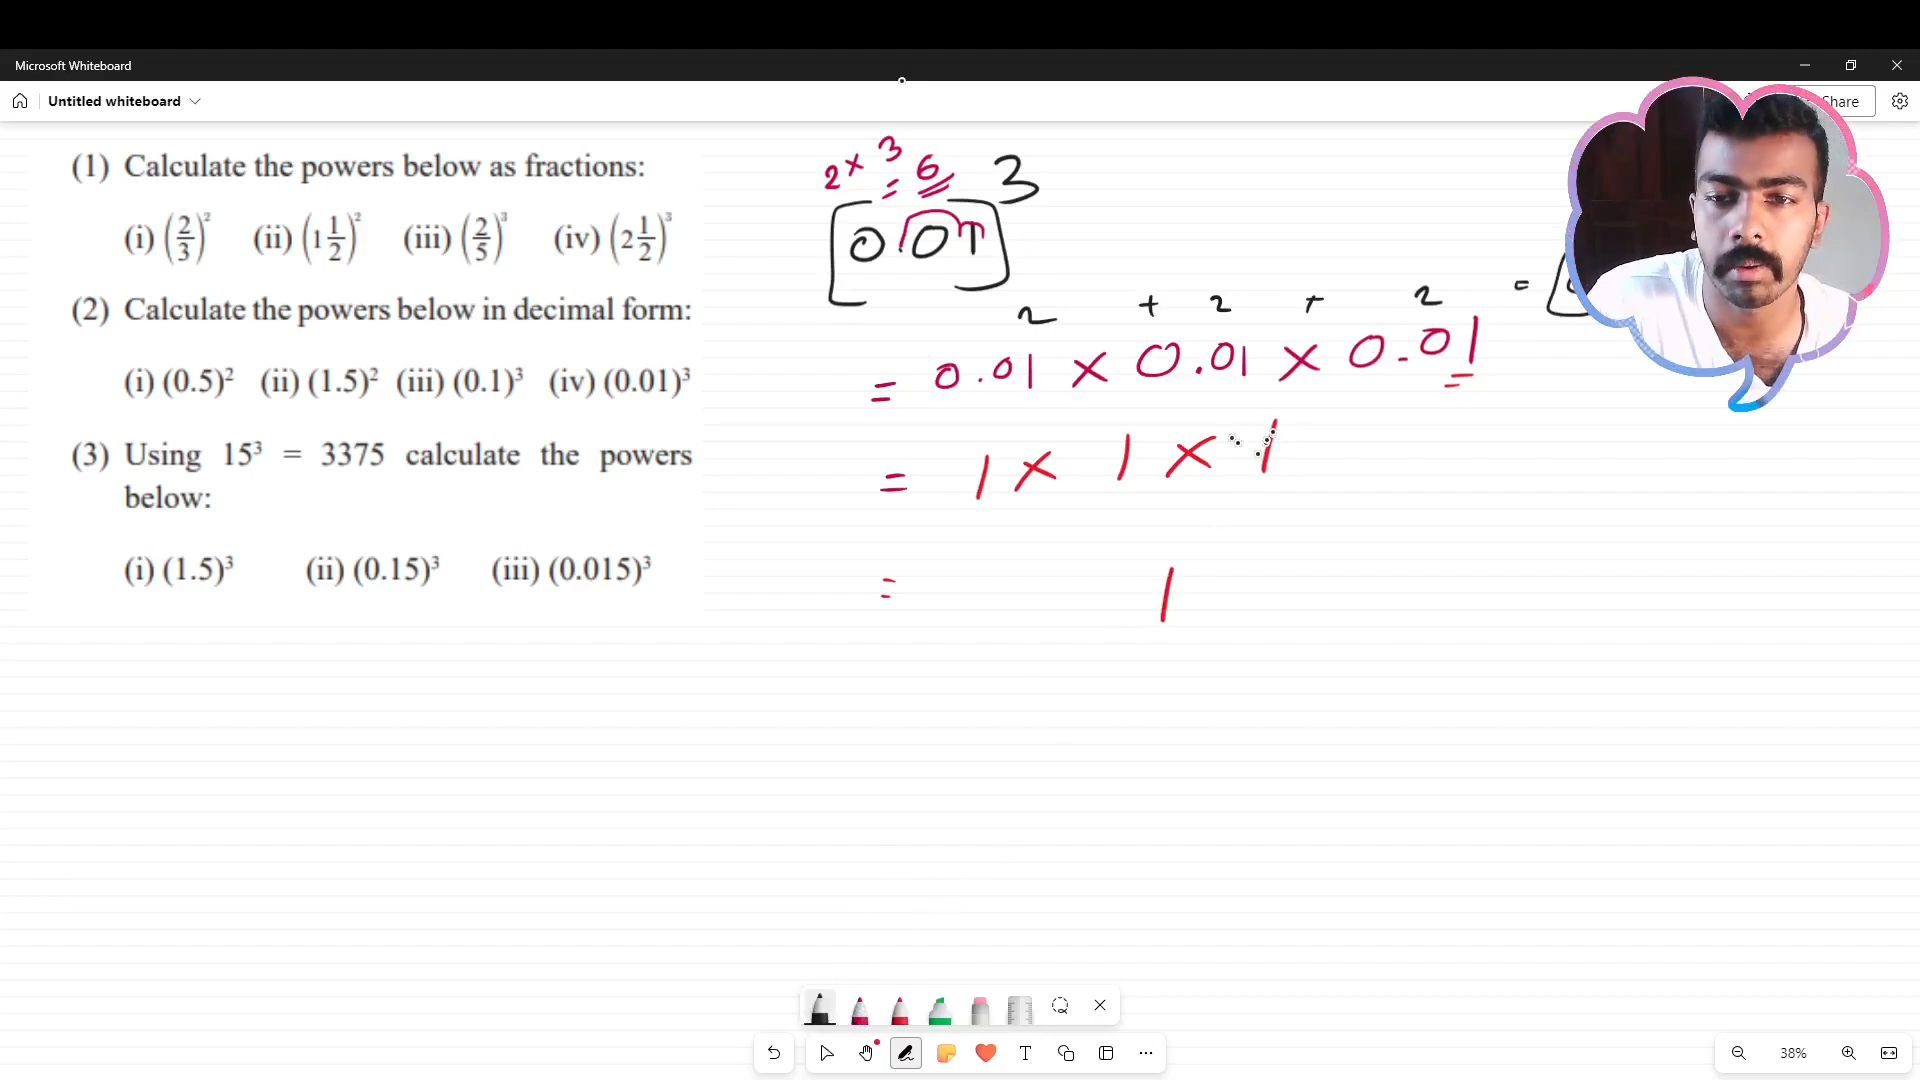 Microsoft Whiteboard
Untitled whiteboard
Share
(1) Calculate the powers below as fractions:
(i) (2/3)² (ii) (1 1/2)² (iii) (2/5)³ (iv) (2 1/2)³
(2) Calculate the powers below in decimal form:
(i) (0.5)² (ii) (1.5)² (iii) (0.1)³ (iv) (0.01)³
(3) Using 15³ = 3375 calculate the powers
below:
(i) (1.5)³ (ii) (0.15)³ (iii) (0.015)³
2 × 3 = 6
[0.01]³
2 + 2 + 2 =
= 0.01 × 0.01 × 0.01
= 1 × 1 × 1
= 1
T
38%